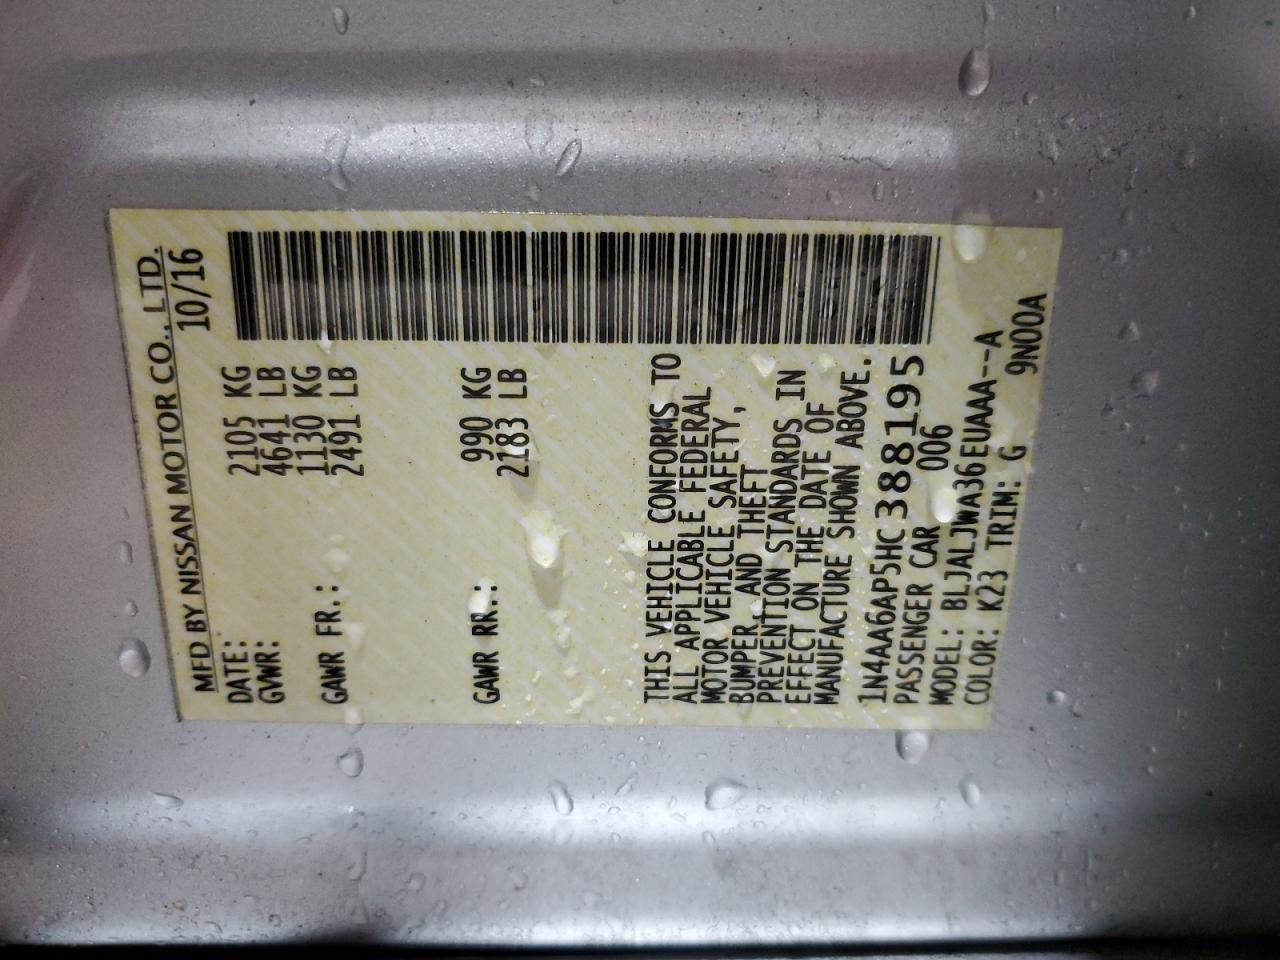 MFD BY NISSAN MOTOR CO., LTD.
DATE: 10/16
GVWR: 2105 KG
4641 LB
GAWR FR.: 1130 KG
2491 LB
GAWR RR.: 990 KG
2183 LB
THIS VEHICLE CONFORMS TO
ALL APPLICABLE FEDERAL
MOTOR VEHICLE SAFETY,
BUMPER, AND THEFT
PREVENTION STANDARDS IN
EFFECT ON THE DATE OF
MANUFACTURE SHOWN ABOVE.
1N4AA6AP5HC388195
PASSENGER CAR 006
MODEL: BLJALJWA36EUAAA--A
COLOR: K23 TRIM: G 9N00A